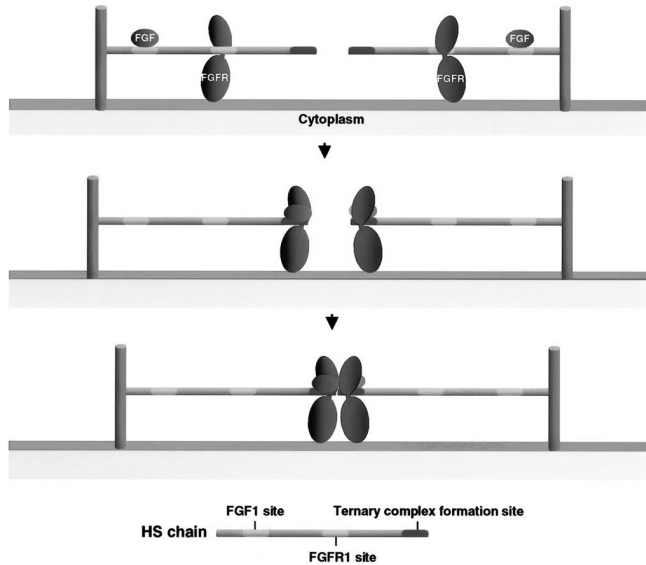 FGF
FGF
FGFR
FGFR
Cytoplasm
FGF1 site
Ternary complex formation site
HS chain
FGFR1 site